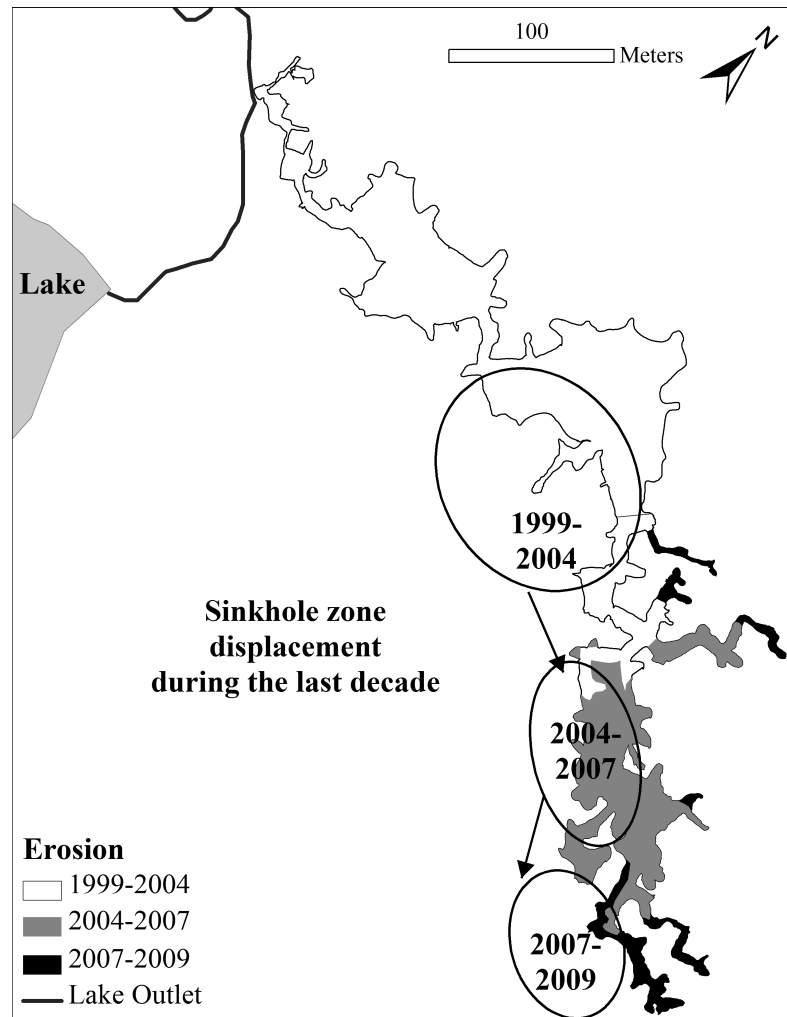 100
Meters
N
Lake
1999-
2004
Sinkhole zone
displacement
during the last decade
2004-
2007
2007-
2009
Erosion
1999-2004
2004-2007
2007-2009
Lake Outlet